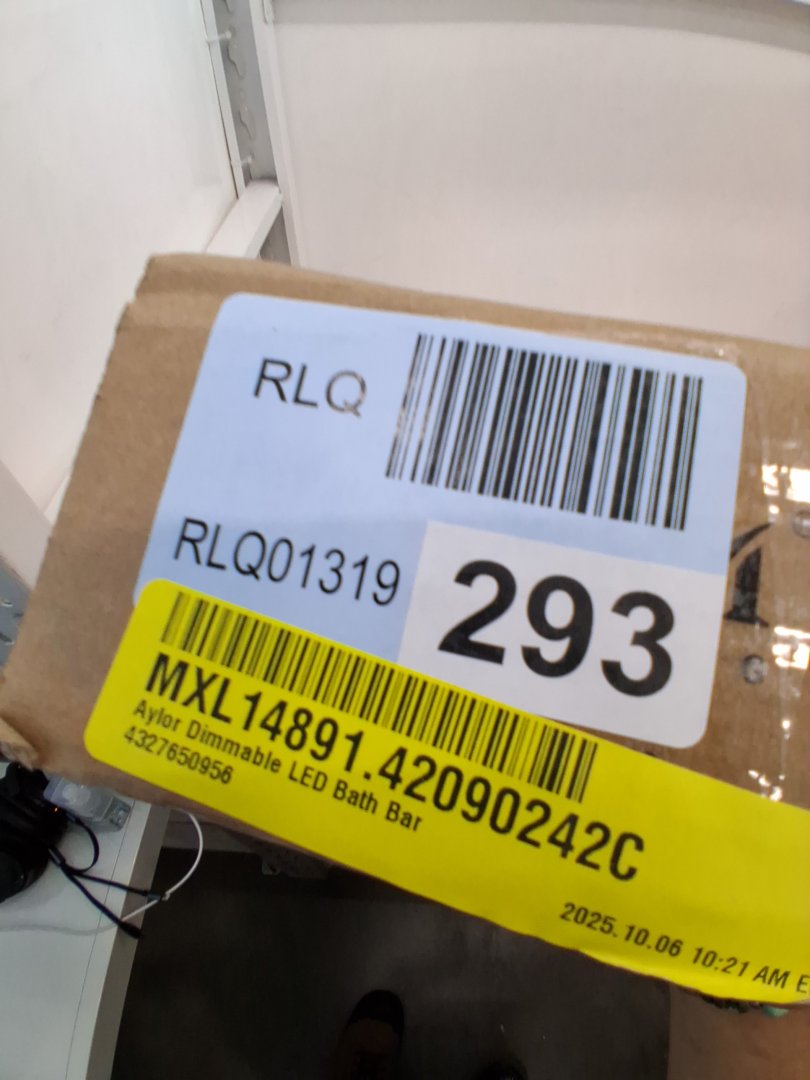 RLQ
RLQ01319
293
MXL14891.42090242C
Aylor Dimmable LED Bath Bar
4327650956
2025.10.06 10:21 AM E